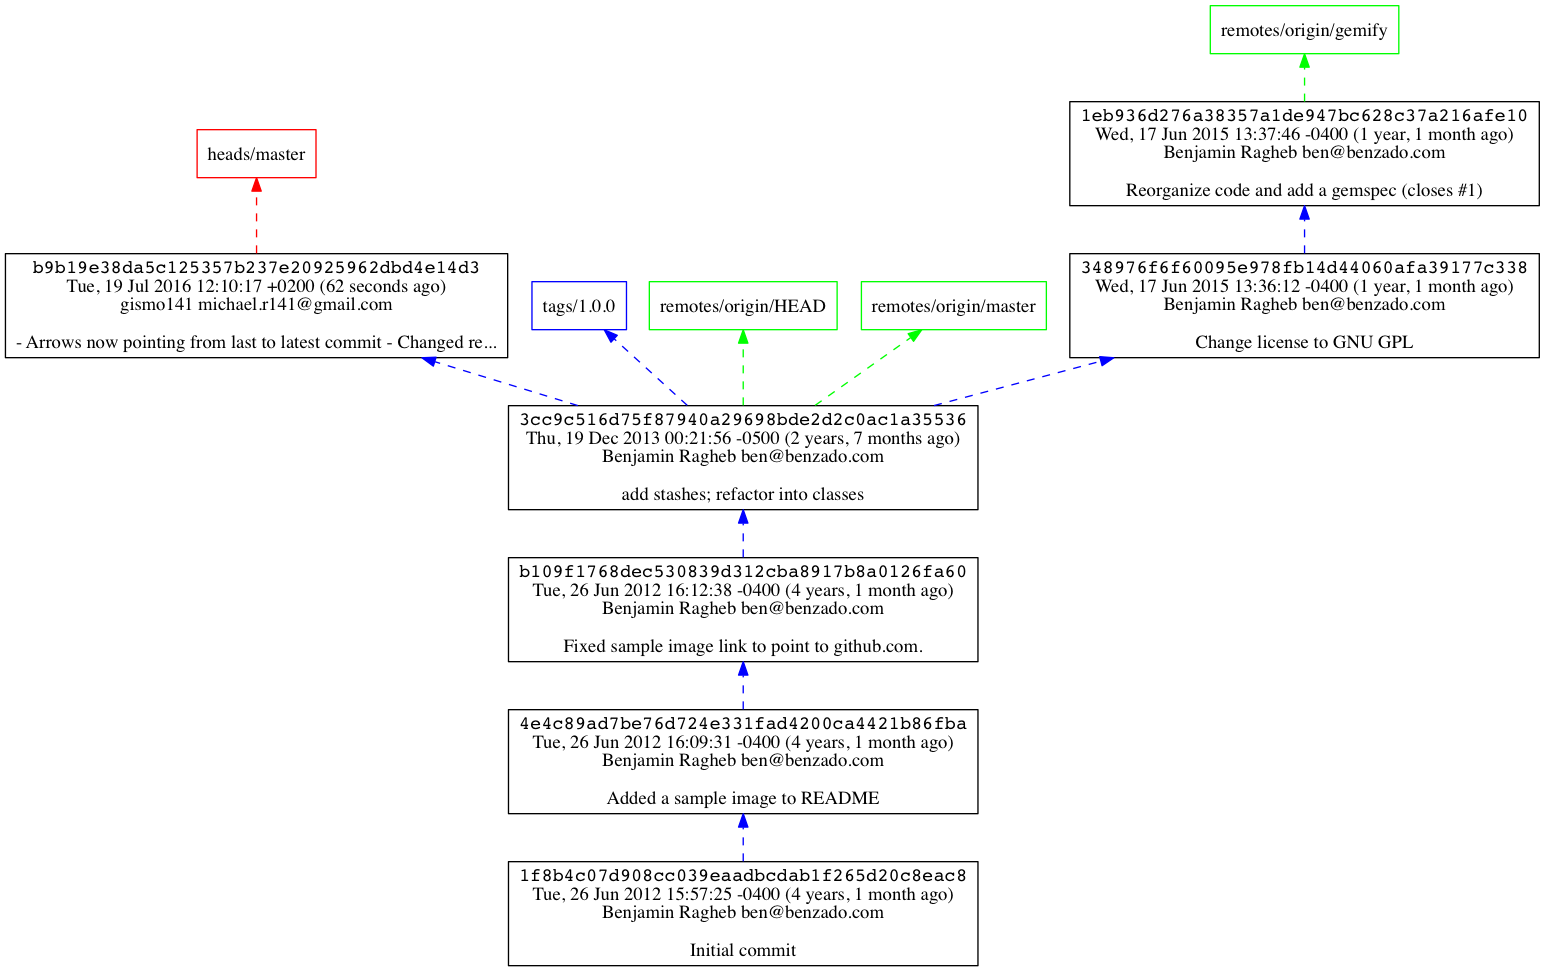 remotes/origin/gemify
1eb936d276a38357a1de947bc628c37a216afe10
Wed, 17 Jun 2015 13:37:46 -0400 (1 year, 1 month ago)
Benjamin Ragheb ben@benzado.com
Reorganize code and add a gemspec (closes #1)
heads/master
b9b19e38da5c125357b237e20925962dbd4e14d3
Tue, 19 Jul 2016 12:10:17 +0200 (62 seconds ago)
gismo141 michael.r141@gmail.com
- Arrows now pointing from last to latest commit - Changed re...
tags/1.0.0
remotes/origin/HEAD
remotes/origin/master
348976f6f60095e978fb14d44060afa39177c338
Wed, 17 Jun 2015 13:36:12 -0400 (1 year, 1 month ago)
Benjamin Ragheb ben@benzado.com
Change license to GNU GPL
3cc9c516d75f87940a29698bde2d2c0ac1a35536
Thu, 19 Dec 2013 00:21:56 -0500 (2 years, 7 months ago)
Benjamin Ragheb ben@benzado.com
add stashes; refactor into classes
b109f1768dec530839d312cba8917b8a0126fa60
Tue, 26 Jun 2012 16:12:38 -0400 (4 years, 1 month ago)
Benjamin Ragheb ben@benzado.com
Fixed sample image link to point to github.com.
4e4c89ad7be76d724e331fad4200ca4421b86fba
Tue, 26 Jun 2012 16:09:31 -0400 (4 years, 1 month ago)
Benjamin Ragheb ben@benzado.com
Added a sample image to README
1f8b4c07d908cc039eaadbcdab1f265d20c8eac8
Tue, 26 Jun 2012 15:57:25 -0400 (4 years, 1 month ago)
Benjamin Ragheb ben@benzado.com
Initial commit